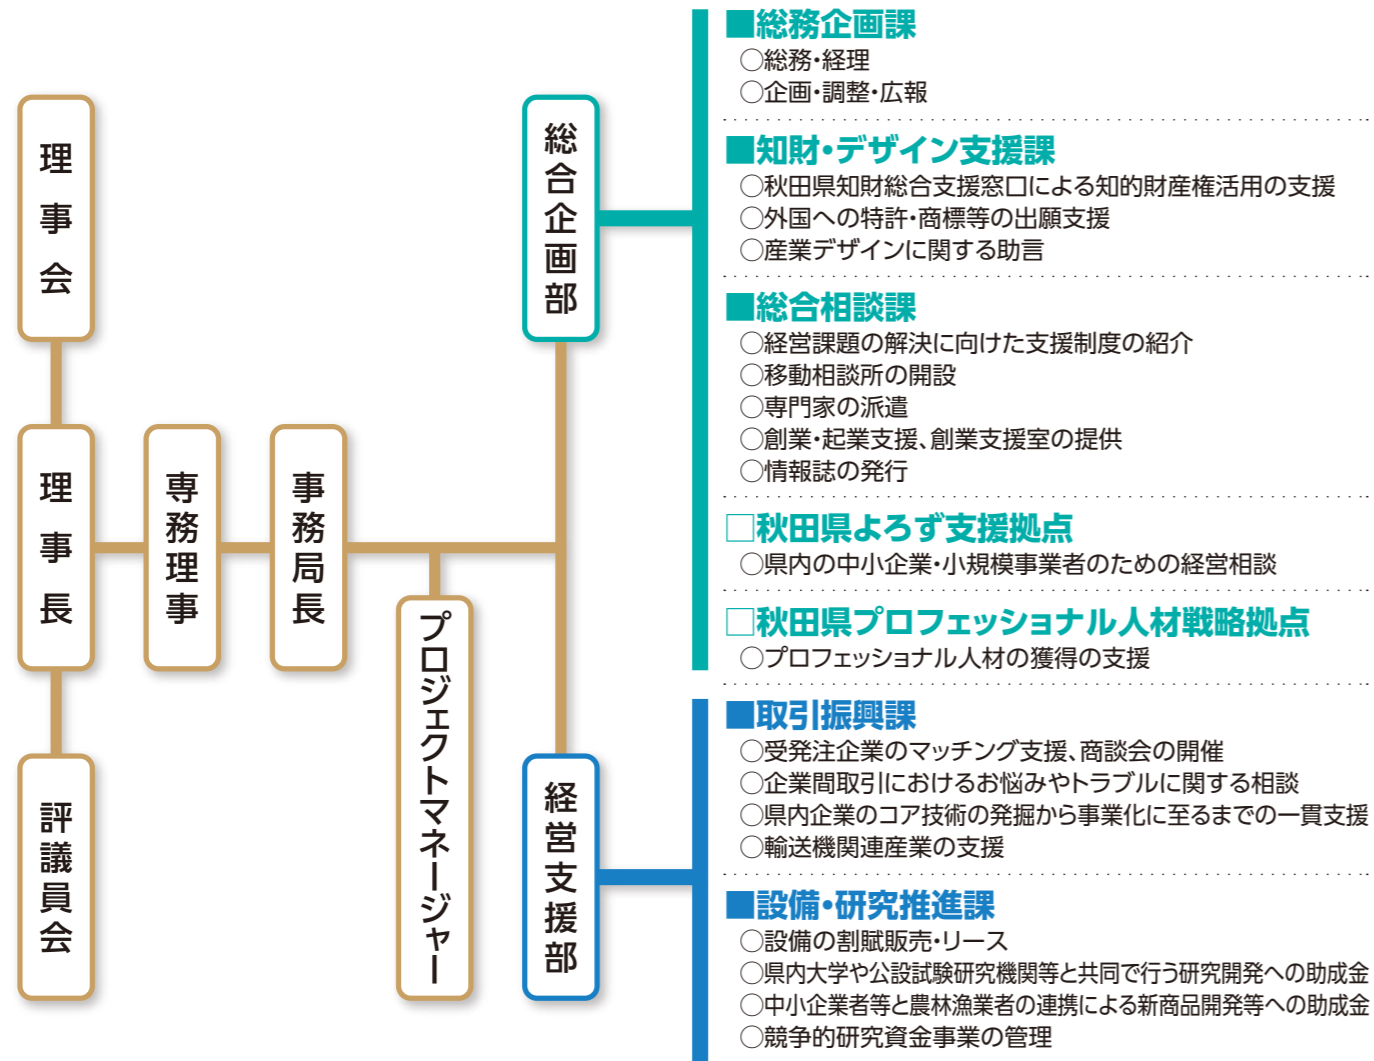 理事会
理事長
評議員会
専務理事
事務局長
プロジェクトマネージャー
総合企画部
経営支援部
■総務企画課
○総務・経理
○企画・調整・広報
■知財・デザイン支援課
○秋田県知財総合支援窓口による知的財産権活用の支援
○外国への特許・商標等の出願支援
○産業デザインに関する助言
■総合相談課
○経営課題の解決に向けた支援制度の紹介
○移動相談所の開設
○専門家の派遣
○創業・起業支援、創業支援室の提供
○情報誌の発行
□秋田県よろず支援拠点
○県内の中小企業・小規模事業者のための経営相談
□秋田県プロフェッショナル人材戦略拠点
○プロフェッショナル人材の獲得の支援
■取引振興課
○受発注企業のマッチング支援、商談会の開催
○企業間取引におけるお悩みやトラブルに関する相談
○県内企業のコア技術の発掘から事業化に至るまでの一貫支援
○輸送機関連産業の支援
■設備・研究推進課
○設備の割賦販売・リース
○県内大学や公設試験研究機関等と共同で行う研究開発への助成金
○中小企業者等と農林漁業者の連携による新商品開発等への助成金
○競争的研究資金事業の管理